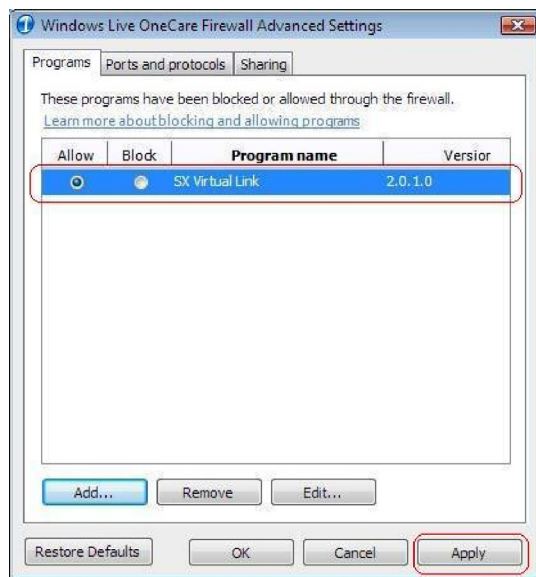 Windows Live OneCare Firewall Advanced Settings
Programs Ports and protocols Sharing
These programs have been blocked or allowed through the firewall.
Learn more about blocking and allowing programs
Allow Block Program name Versior
SX Virtual Link 2.0.1.0
Add... Remove Edit...
Restore Defaults OK Cancel Apply